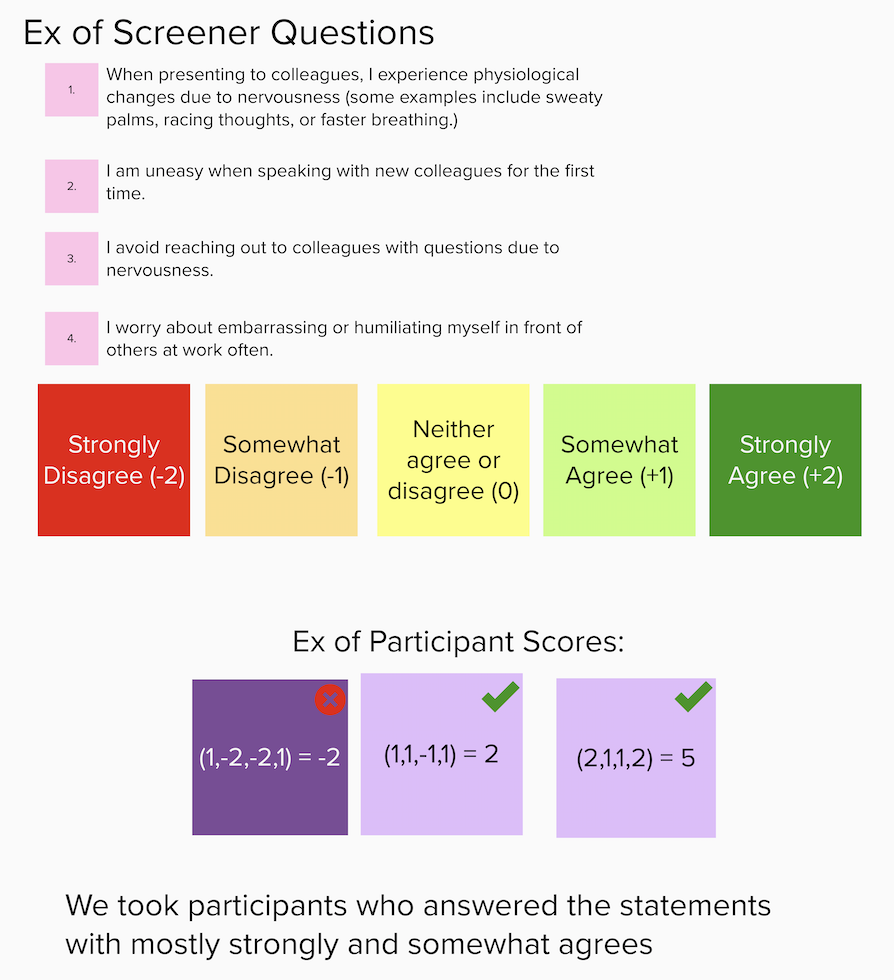 Ex of Screener Questions
1.
When presenting to colleagues, I experience physiological
changes due to nervousness (some examples include sweaty
palms, racing thoughts, or faster breathing.)
2.
I am uneasy when speaking with new colleagues for the first
time.
3.
I avoid reaching out to colleagues with questions due to
nervousness.
4.
I worry about embarrassing or humiliating myself in front of
others at work often.
Strongly
Disagree (-2)
Somewhat
Disagree (-1)
Neither
agree or
disagree (0)
Somewhat
Agree (+1)
Strongly
Agree (+2)
Ex of Participant Scores:
(1,-2,-2,1) = -2
(1,1,-1,1) = 2
(2,1,1,2) = 5
We took participants who answered the statements
with mostly strongly and somewhat agrees